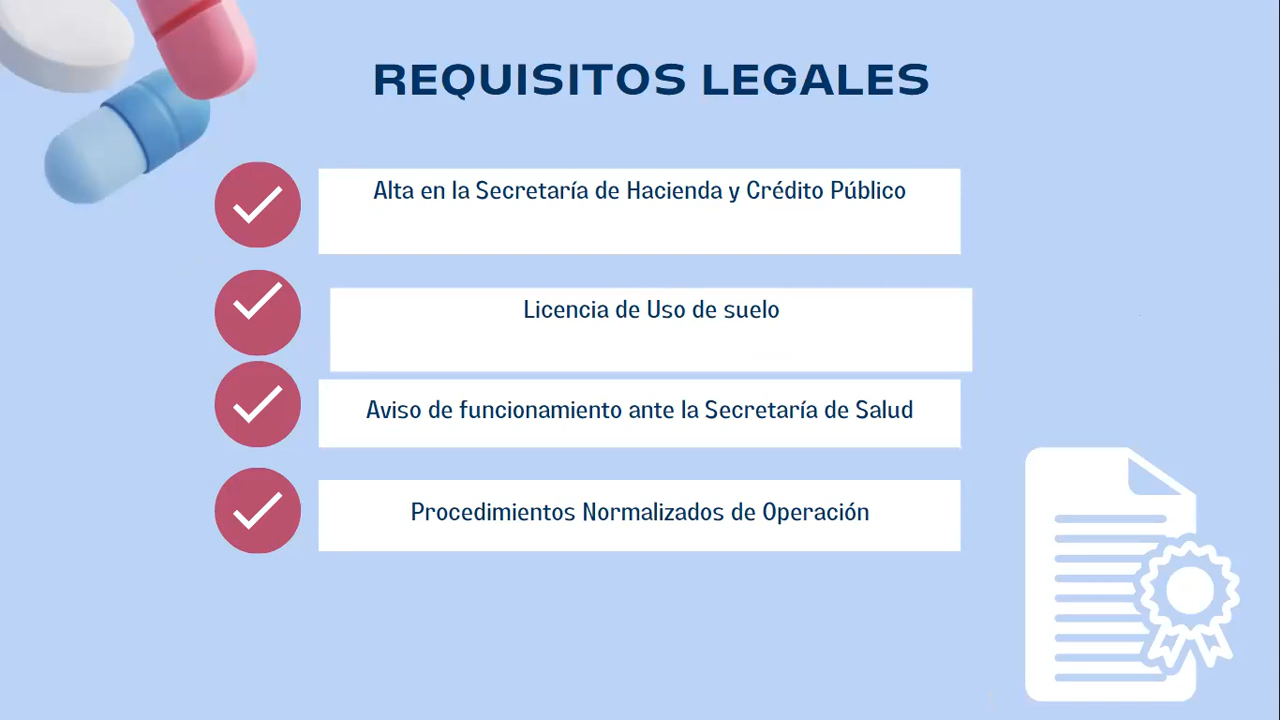 REQUISITOS LEGALES
Alta en la Secretaría de Hacienda y Crédito Público
Licencia de Uso de suelo
Aviso de funcionamiento ante la Secretaría de Salud
Procedimientos Normalizados de Operación